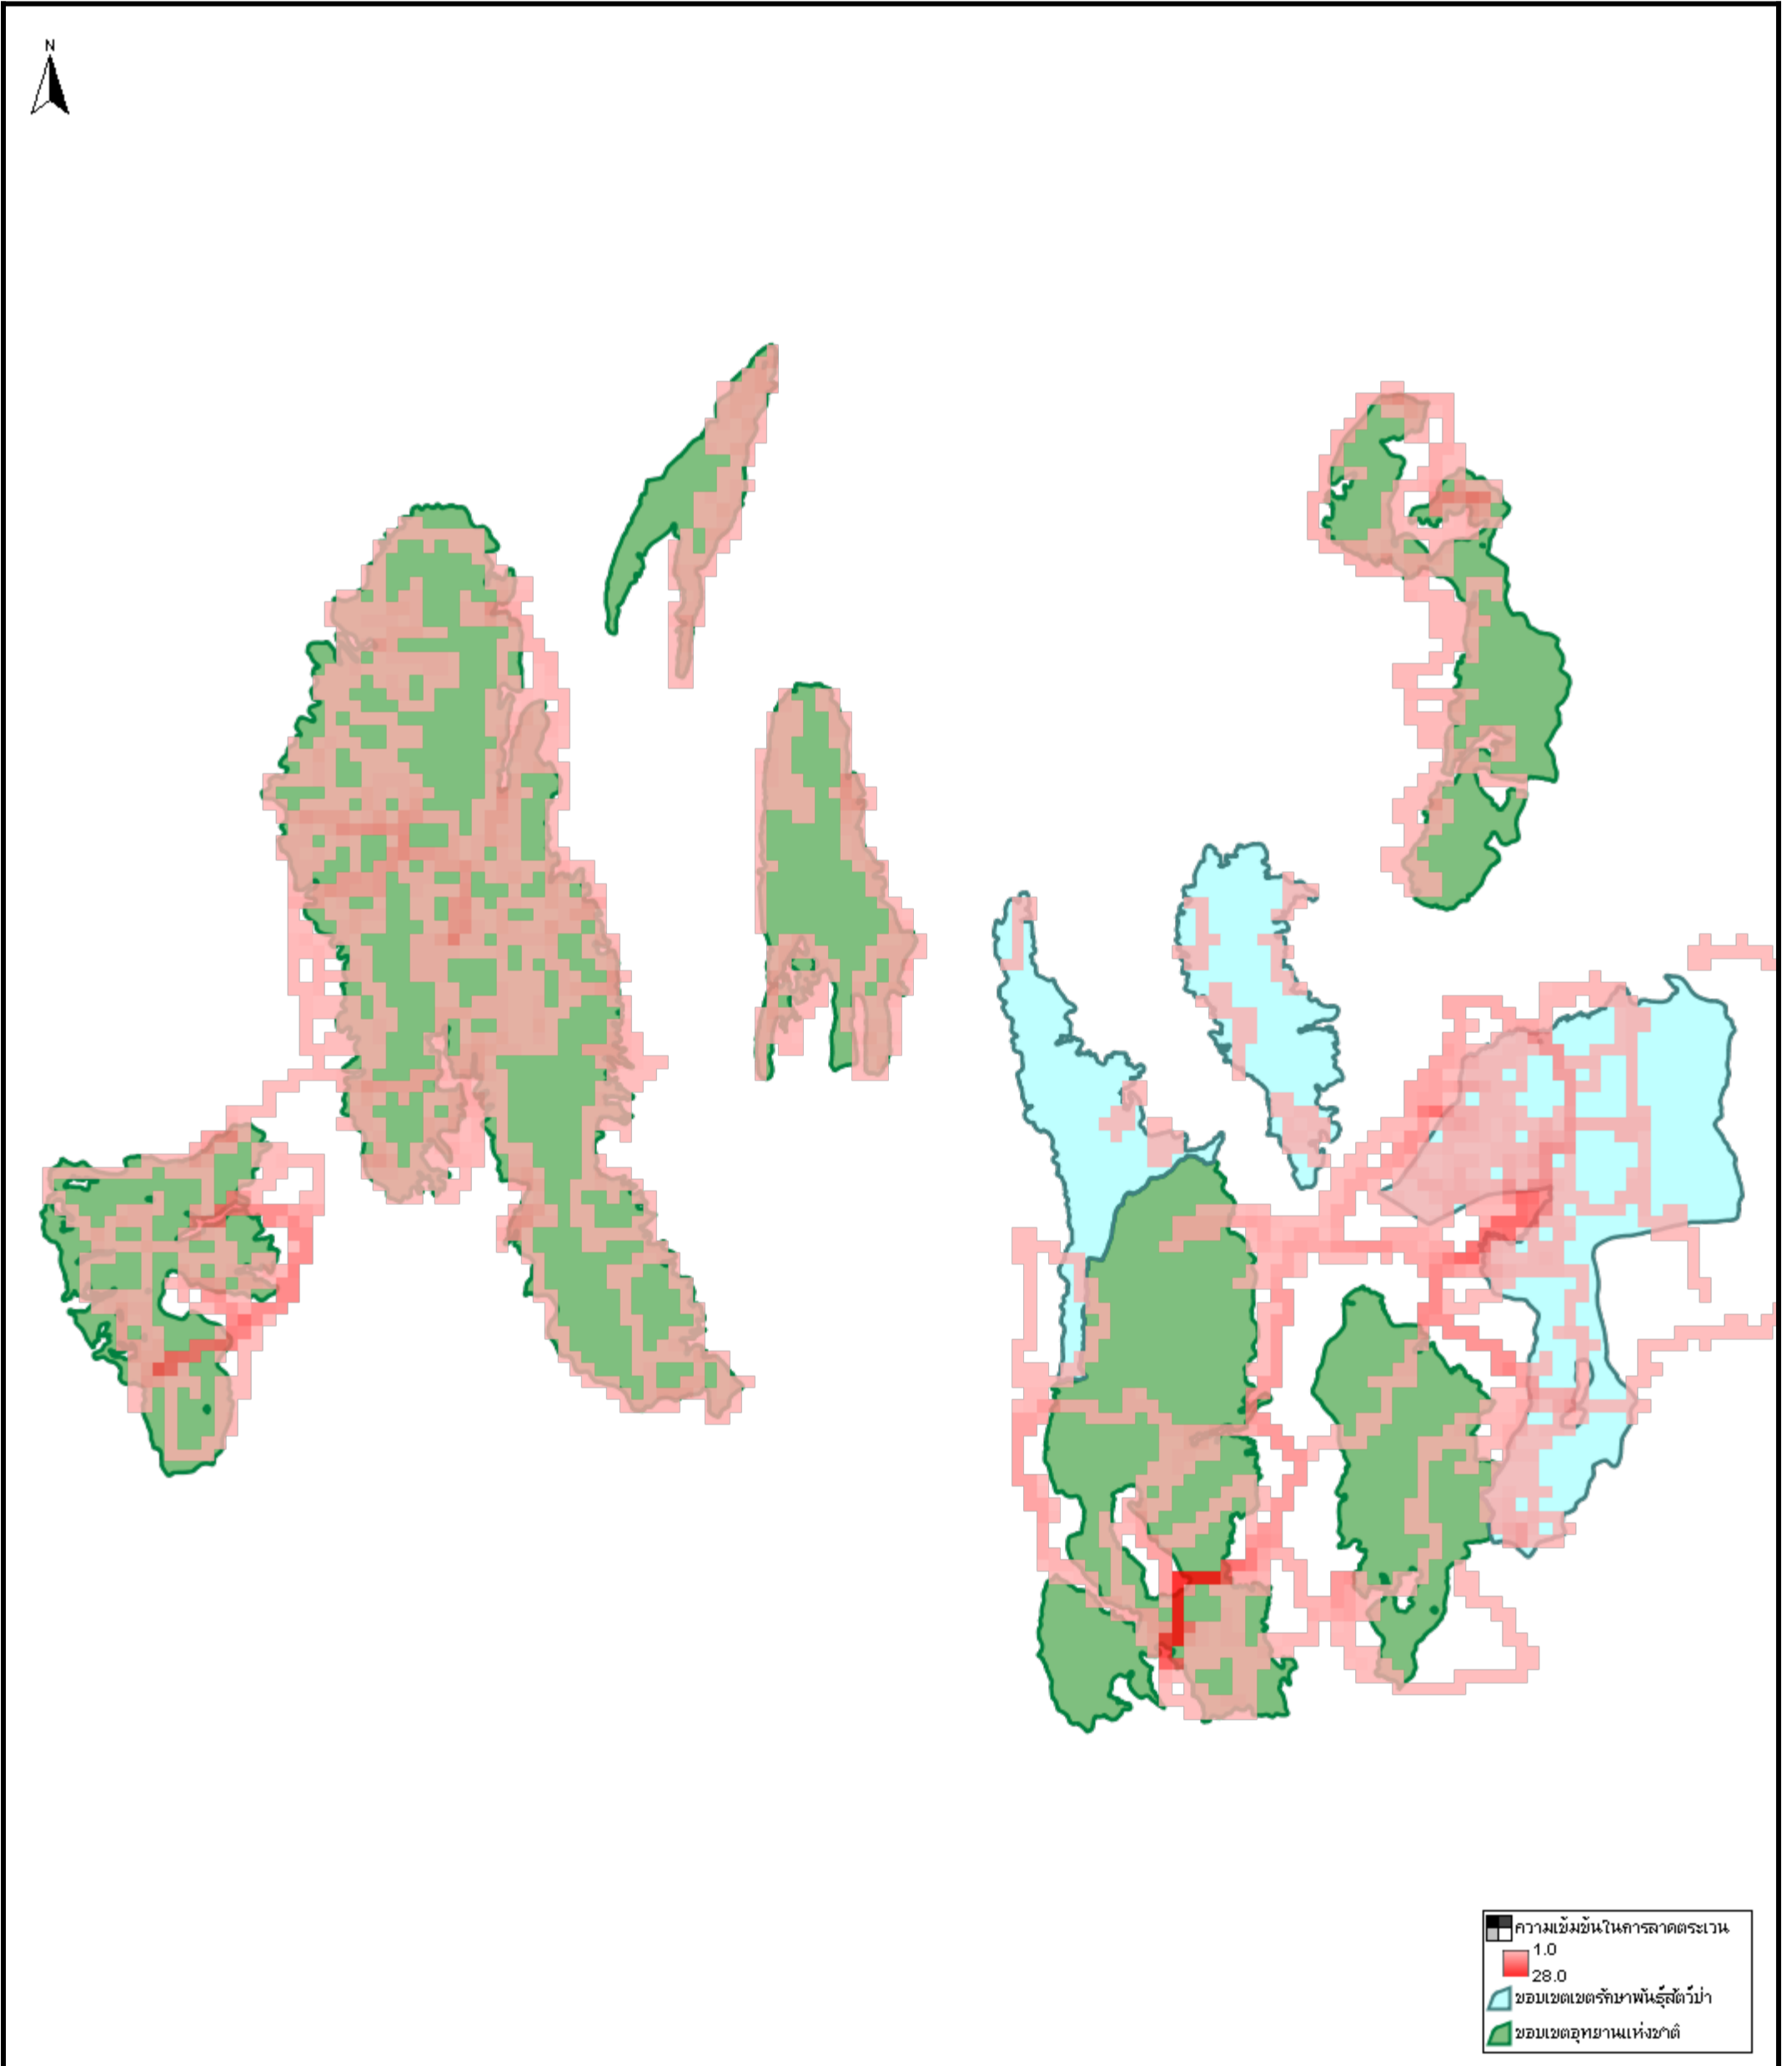 N
ความเข้มข้นในการลาดตระเวน
1.0
28.0
ขอบเขตเขตรักษาพันธุ์สัตว์ป่า
ขอบเขตอุทยานแห่งชาติ